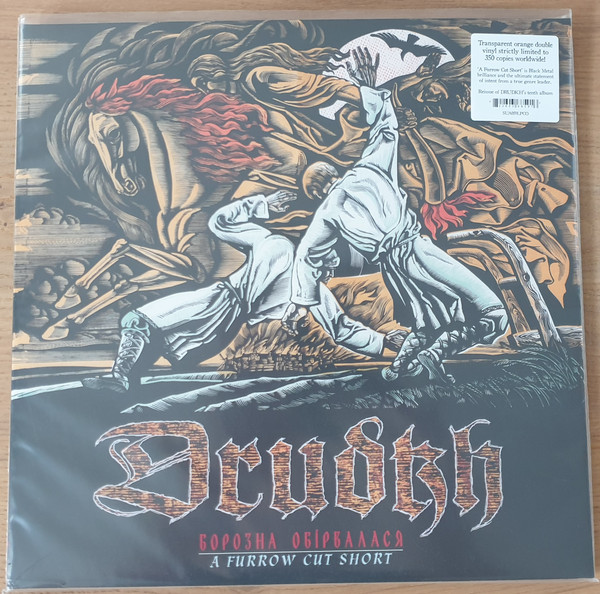 Transparent orange double
vinyl strictly limited to
350 copies worldwide!
'A Furrow Cut Short' is Black Metal
brilliance and the ultimate statement
of intent from a true genre leader.
Reissue of DRUDKH's tenth album
Drudkh
БОРОЗНА ОБІРВАЛАСЯ
A FURROW CUT SHORT